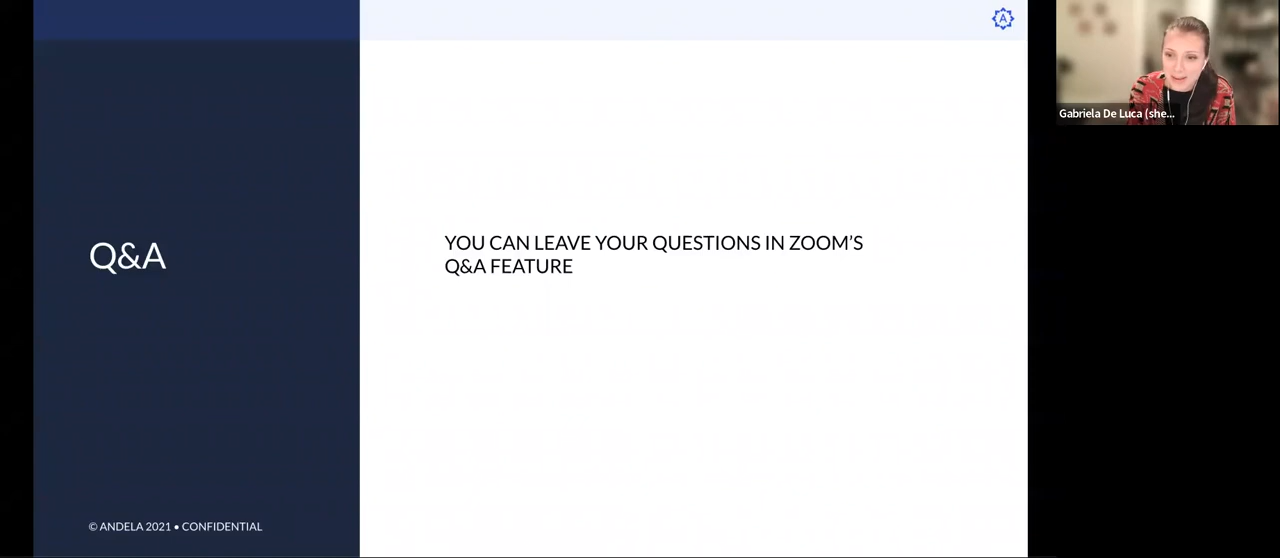 A
Q&A
YOU CAN LEAVE YOUR QUESTIONS IN ZOOM’S
Q&A FEATURE
© ANDELA 2021 • CONFIDENTIAL
Gabriela De Luca (she...